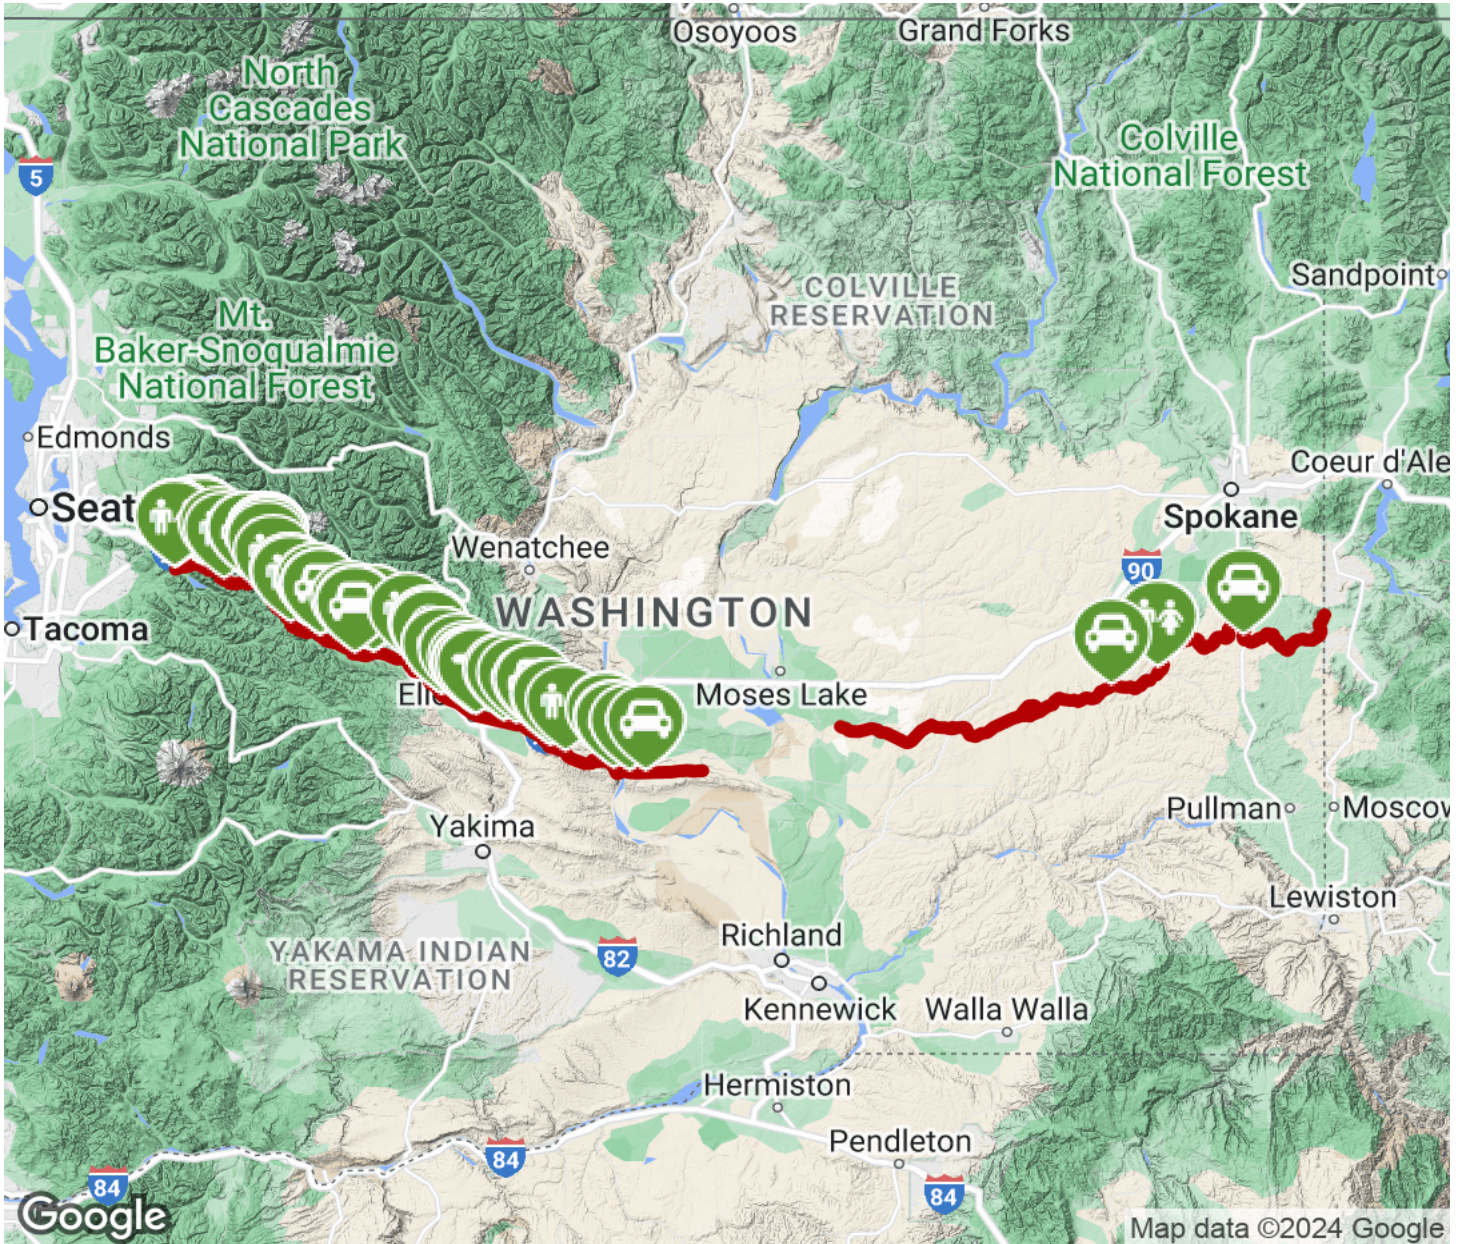 Osoyoos
Grand Forks
North
Cascades
National Park
Colville
National Forest
5
COLVILLE
RESERVATION
Sandpoint
Mt.
Baker-Snoqualmie
National Forest
Edmonds
Coeur d'Ale
Seat
Spokane
Wenatchee
90
WASHINGTON
Tacoma
Elle
Moses Lake
Pullman
Moscow
Yakima
Lewiston
YAKAMA INDIAN
RESERVATION
82
Richland
Kennewick
Walla Walla
Hermiston
Pendleton
84
84
84
Google
Map data ©2024 Google